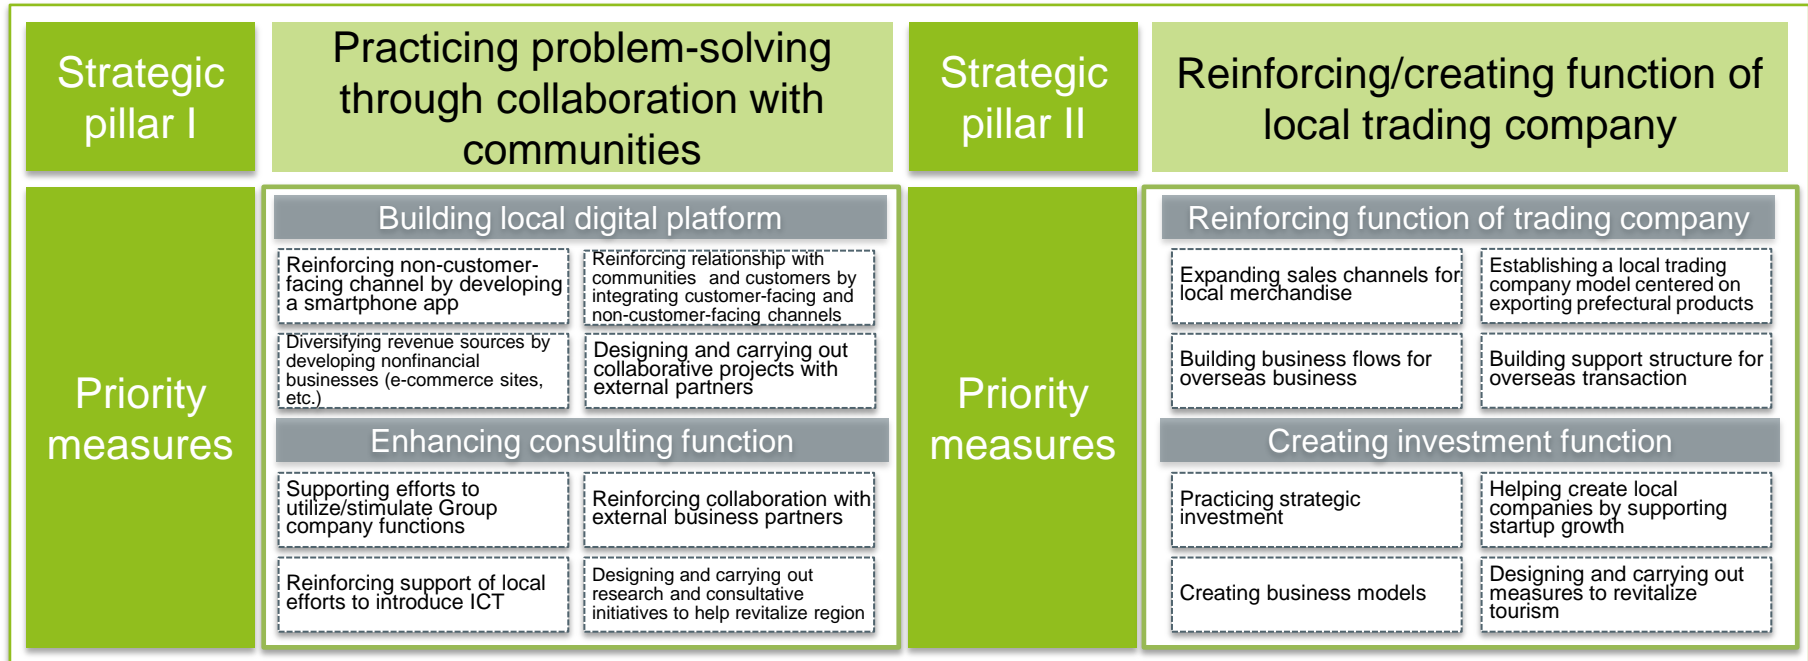 Strategic
pillar I
Practicing problem-solving
through collaboration with
communities
Strategic
pillar II
Reinforcing/creating function of
local trading company
Priority
measures
Building local digital platform
Reinforcing non-customer-
facing channel by developing
a smartphone app
Reinforcing relationship with
communities and customers by
integrating customer-facing and
non-customer-facing channels
Diversifying revenue sources by
developing nonfinancial
businesses (e-commerce sites,
etc.)
Designing and carrying out
collaborative projects with
external partners
Enhancing consulting function
Supporting efforts to
utilize/stimulate Group
company functions
Reinforcing collaboration with
external business partners
Reinforcing support of local
efforts to introduce ICT
Designing and carrying out
research and consultative
initiatives to help revitalize region
Priority
measures
Reinforcing function of trading company
Expanding sales channels for
local merchandise
Establishing a local trading
company model centered on
exporting prefectural products
Building business flows for
overseas business
Building support structure for
overseas transaction
Creating investment function
Practicing strategic
investment
Helping create local
companies by supporting
startup growth
Creating business models
Designing and carrying out
measures to revitalize
tourism